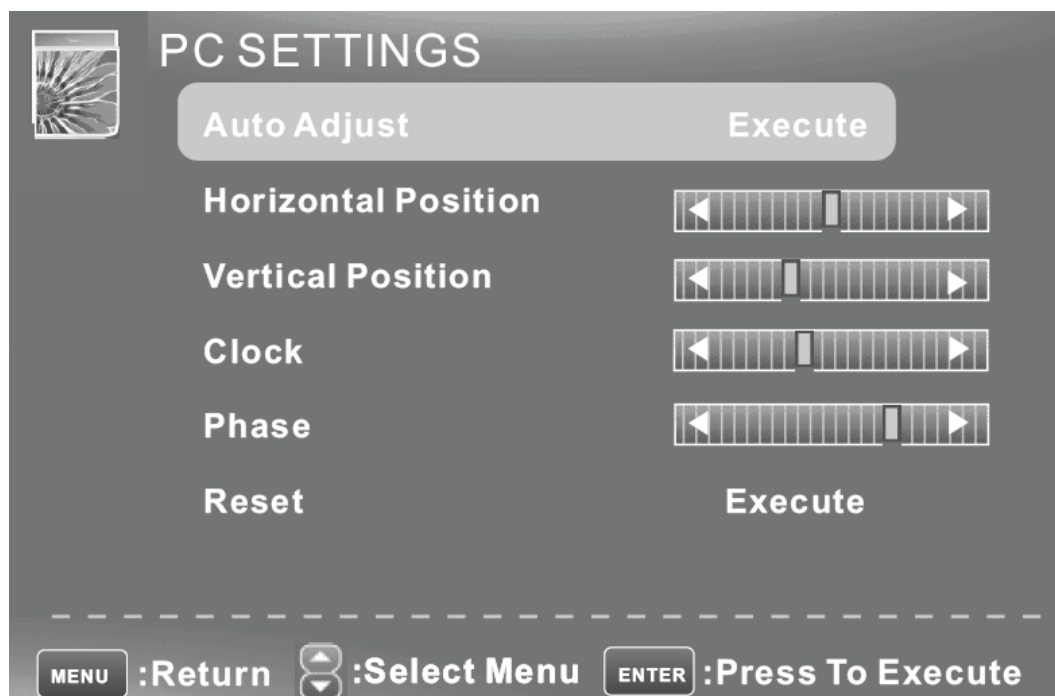 PC SETTINGS
Auto Adjust Execute
Horizontal Position
Vertical Position
Clock
Phase
Reset Execute
MENU :Return :Select Menu ENTER :Press To Execute